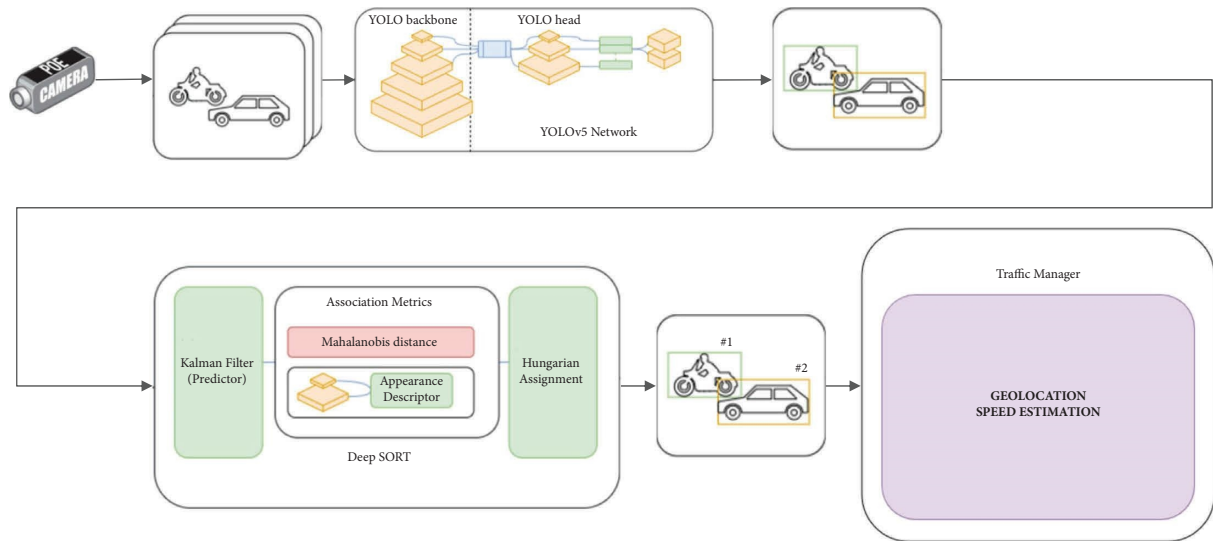 POE
CAMERA
YOLO backbone
YOLO head
YOLOv5 Network
Kalman Filter
(Predictor)
Association Metrics
Mahalanobis distance
Appearance
Descriptor
Hungarian
Assignment
Deep SORT
#1
#2
Traffic Manager
GEOLOCATION
SPEED ESTIMATION